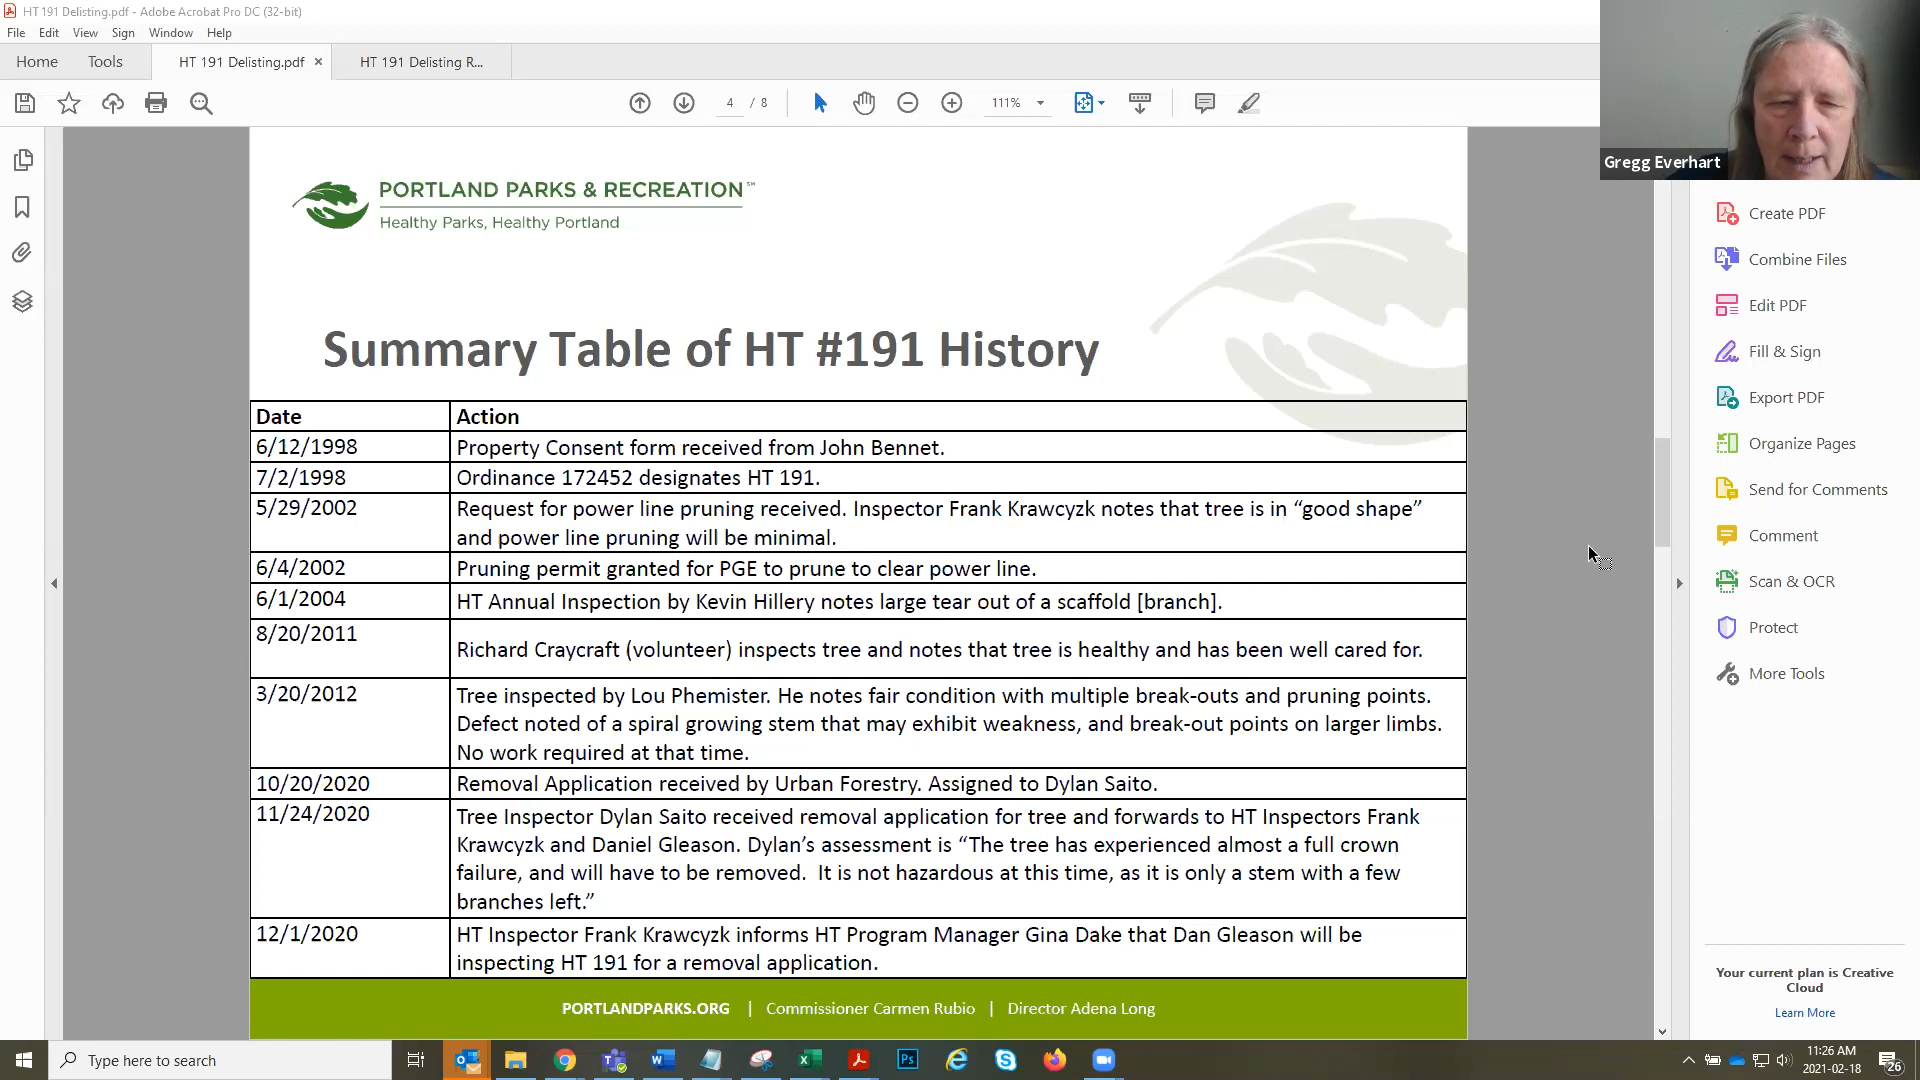 HT 191 Delisting.pdf - Adobe Acrobat Pro DC (32-bit)
File Edit View Sign Window Help
Home Tools HT 191 Delisting.pdf × HT 191 Delisting R...
4 / 8 111%
Gregg Everhart
PORTLAND PARKS & RECREATION SM
Healthy Parks, Healthy Portland
Summary Table of HT #191 History
Date Action
6/12/1998 Property Consent form received from John Bennet.
7/2/1998 Ordinance 172452 designates HT 191.
5/29/2002 Request for power line pruning received. Inspector Frank Krawcyzk notes that tree is in “good shape”
and power line pruning will be minimal.
6/4/2002 Pruning permit granted for PGE to prune to clear power line.
6/1/2004 HT Annual Inspection by Kevin Hillery notes large tear out of a scaffold [branch].
8/20/2011 Richard Craycraft (volunteer) inspects tree and notes that tree is healthy and has been well cared for.
3/20/2012 Tree inspected by Lou Phemister. He notes fair condition with multiple break-outs and pruning points.
Defect noted of a spiral growing stem that may exhibit weakness, and break-out points on larger limbs.
No work required at that time.
10/20/2020 Removal Application received by Urban Forestry. Assigned to Dylan Saito.
11/24/2020 Tree Inspector Dylan Saito received removal application for tree and forwards to HT Inspectors Frank
Krawcyzk and Daniel Gleason. Dylan’s assessment is “The tree has experienced almost a full crown
failure, and will have to be removed. It is not hazardous at this time, as it is only a stem with a few
branches left.”
12/1/2020 HT Inspector Frank Krawcyzk informs HT Program Manager Gina Dake that Dan Gleason will be
inspecting HT 191 for a removal application.
PORTLANDPARKS.ORG | Commissioner Carmen Rubio | Director Adena Long
Create PDF
Combine Files
Edit PDF
Fill & Sign
Export PDF
Organize Pages
Send for Comments
Comment
Scan & OCR
Protect
More Tools
Your current plan is Creative
Cloud
Learn More
Type here to search
11:26 AM
2021-02-18
26